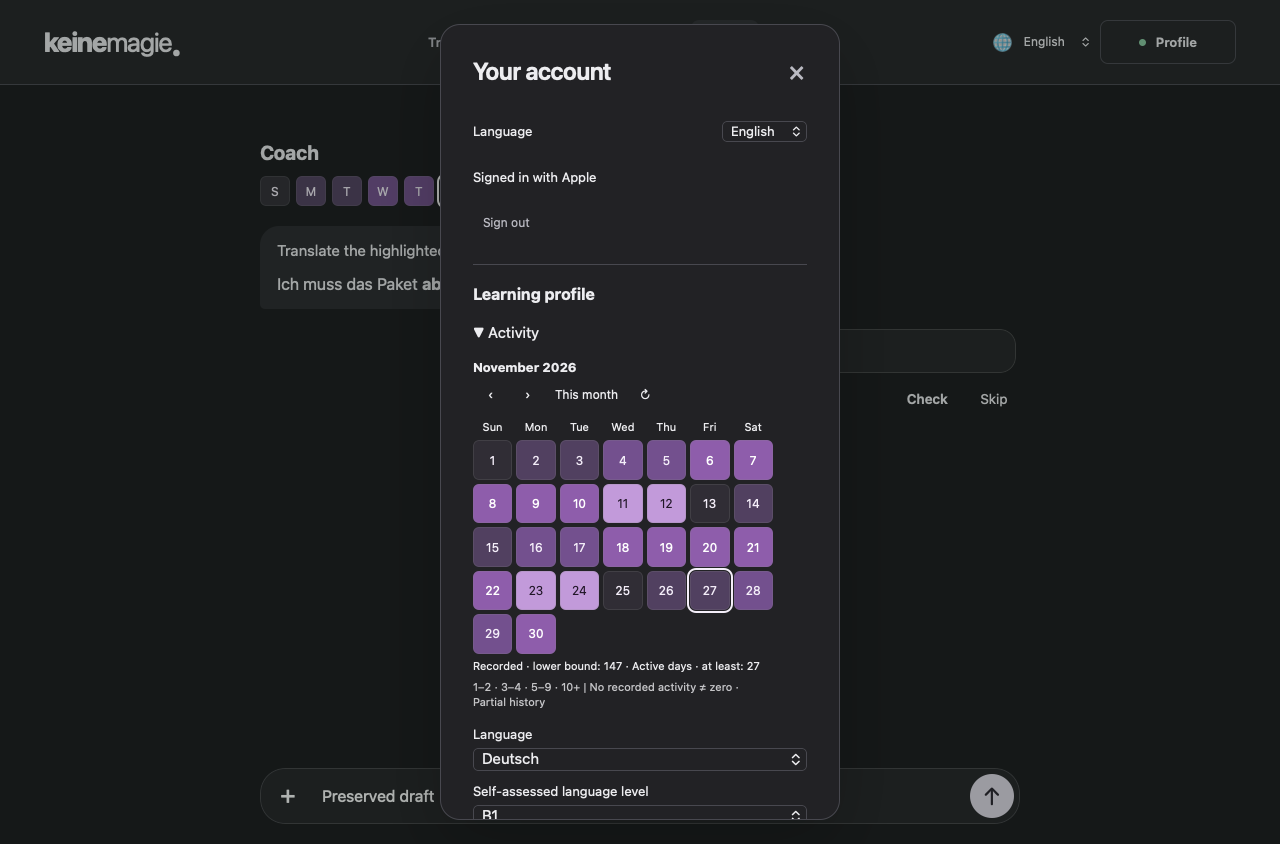 keinemagie.
Tr
English
Profile
Your account
Language
English
Signed in with Apple
Sign out
Coach
S M T W T
Translate the highlighted
Ich muss das Paket ab
Check
Skip
Learning profile
▼ Activity
November 2026
‹ › This month ↻
Sun Mon Tue Wed Thu Fri Sat
1 2 3 4 5 6 7
8 9 10 11 12 13 14
15 16 17 18 19 20 21
22 23 24 25 26 27 28
29 30
Recorded · lower bound: 147 · Active days · at least: 27
1–2 · 3–4 · 5–9 · 10+ | No recorded activity ≠ zero ·
Partial history
Language
Deutsch
Self-assessed language level
B1
Preserved draft